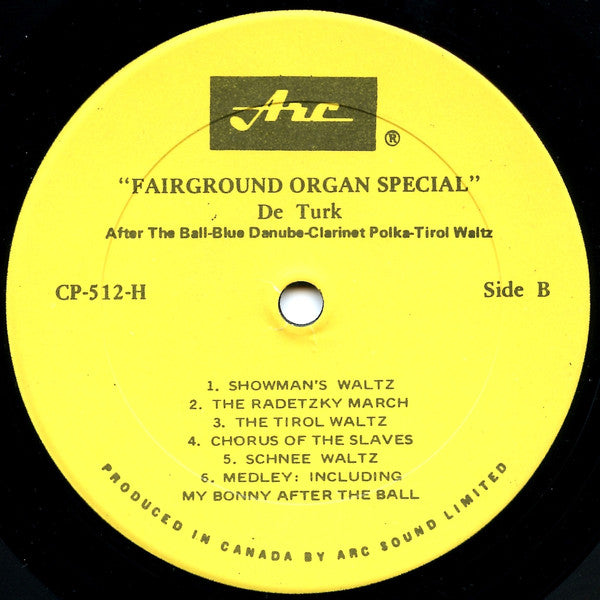 Arc
®
"FAIRGROUND ORGAN SPECIAL"
De Turk
After The Ball-Blue Danube-Clarinet Polka-Tirol Waltz
CP-512-H
Side B
1. SHOWMAN'S WALTZ
2. THE RADETZKY MARCH
3. THE TIROL WALTZ
4. CHORUS OF THE SLAVES
5. SCHNEE WALTZ
6. MEDLEY: INCLUDING
MY BONNY AFTER THE BALL
PRODUCED IN CANADA BY ARC SOUND LIMITED